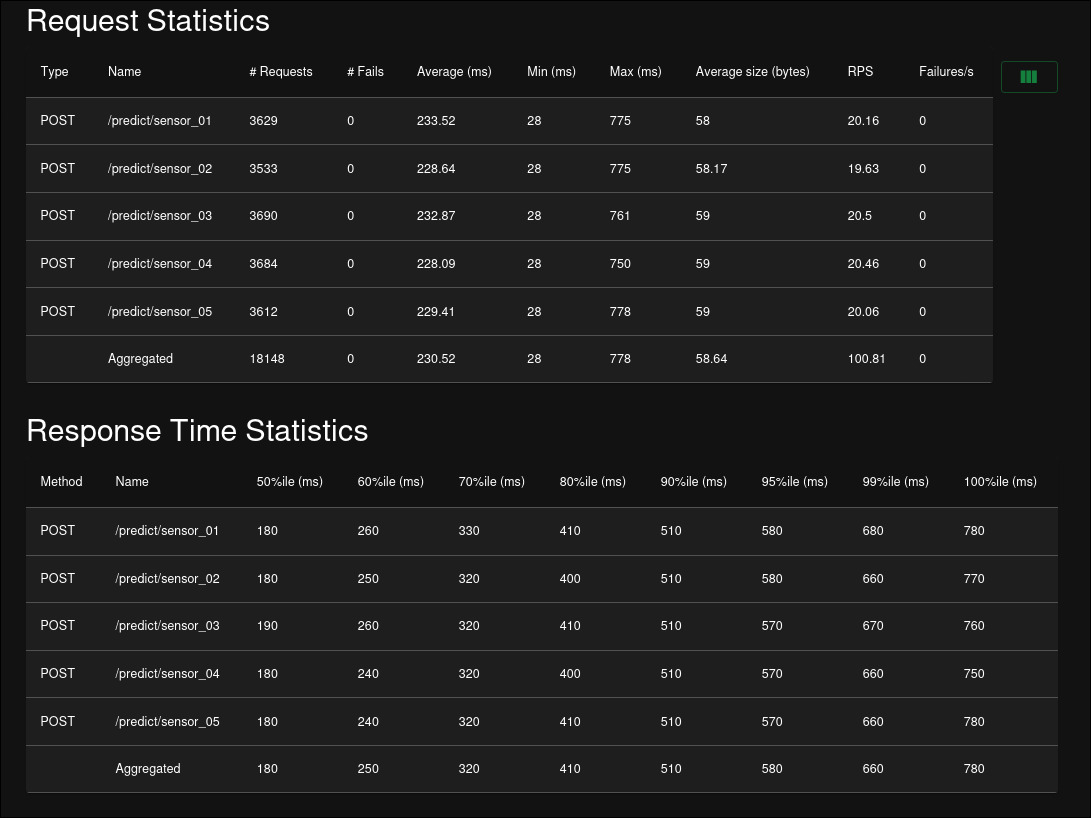 Request Statistics
Type Name # Requests # Fails Average (ms) Min (ms) Max (ms) Average size (bytes) RPS Failures/s
POST /predict/sensor_01 3629 0 233.52 28 775 58 20.16 0
POST /predict/sensor_02 3533 0 228.64 28 775 58.17 19.63 0
POST /predict/sensor_03 3690 0 232.87 28 761 59 20.5 0
POST /predict/sensor_04 3684 0 228.09 28 750 59 20.46 0
POST /predict/sensor_05 3612 0 229.41 28 778 59 20.06 0
Aggregated 18148 0 230.52 28 778 58.64 100.81 0
Response Time Statistics
Method Name 50%ile (ms) 60%ile (ms) 70%ile (ms) 80%ile (ms) 90%ile (ms) 95%ile (ms) 99%ile (ms) 100%ile (ms)
POST /predict/sensor_01 180 260 330 410 510 580 680 780
POST /predict/sensor_02 180 250 320 400 510 580 660 770
POST /predict/sensor_03 190 260 320 410 510 570 670 760
POST /predict/sensor_04 180 240 320 400 510 570 660 750
POST /predict/sensor_05 180 240 320 410 510 570 660 780
Aggregated 180 250 320 410 510 580 660 780